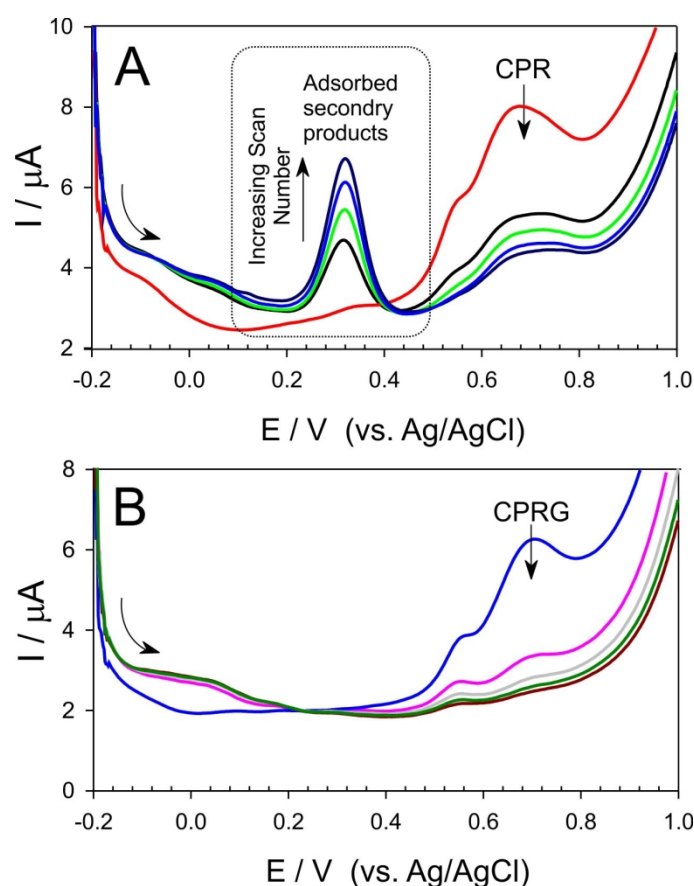 A
10
8
6
4
2
I / µA
Increasing Scan
Number
Adsorbed
secondry
products
CPR
-0.2
0.0
0.2
0.4
0.6
0.8
1.0
E / V (vs. Ag/AgCl)
B
8
6
4
2
0
I / µA
CPRG
-0.2
0.0
0.2
0.4
0.6
0.8
1.0
E / V (vs. Ag/AgCl)